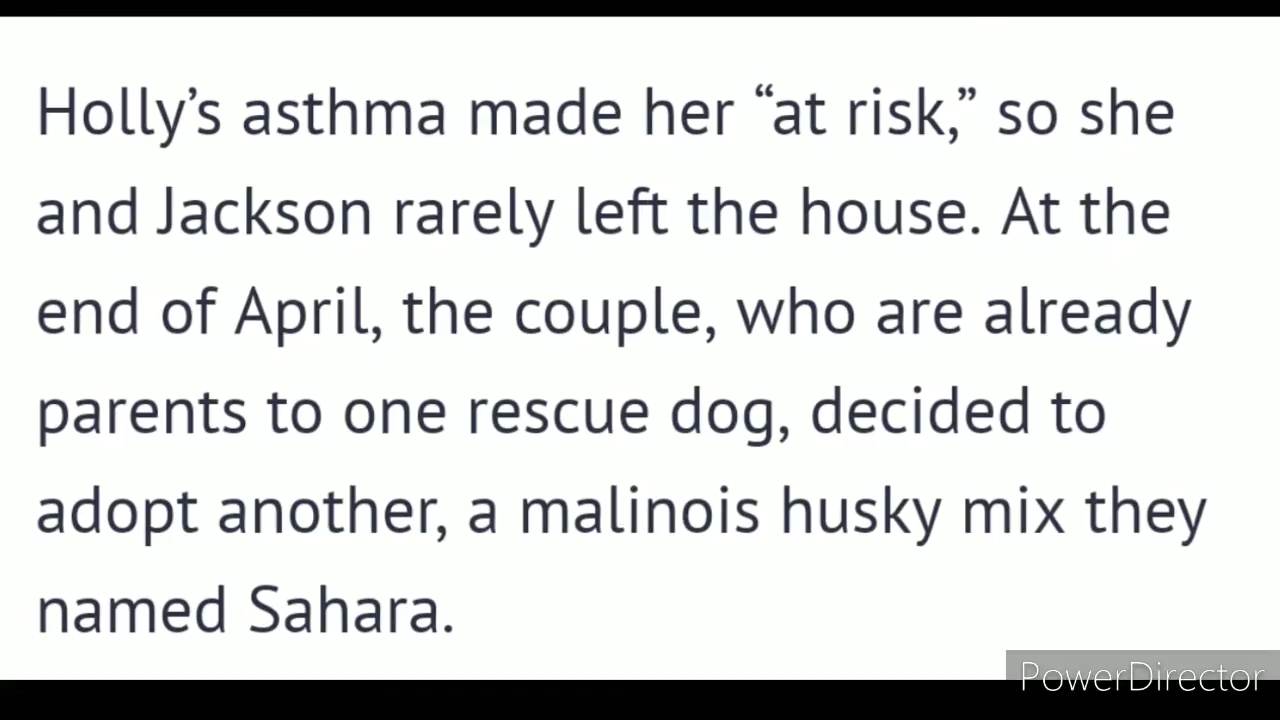 Holly’s asthma made her “at risk,” so she
and Jackson rarely left the house. At the
end of April, the couple, who are already
parents to one rescue dog, decided to
adopt another, a malinois husky mix they
named Sahara.
PowerDirector